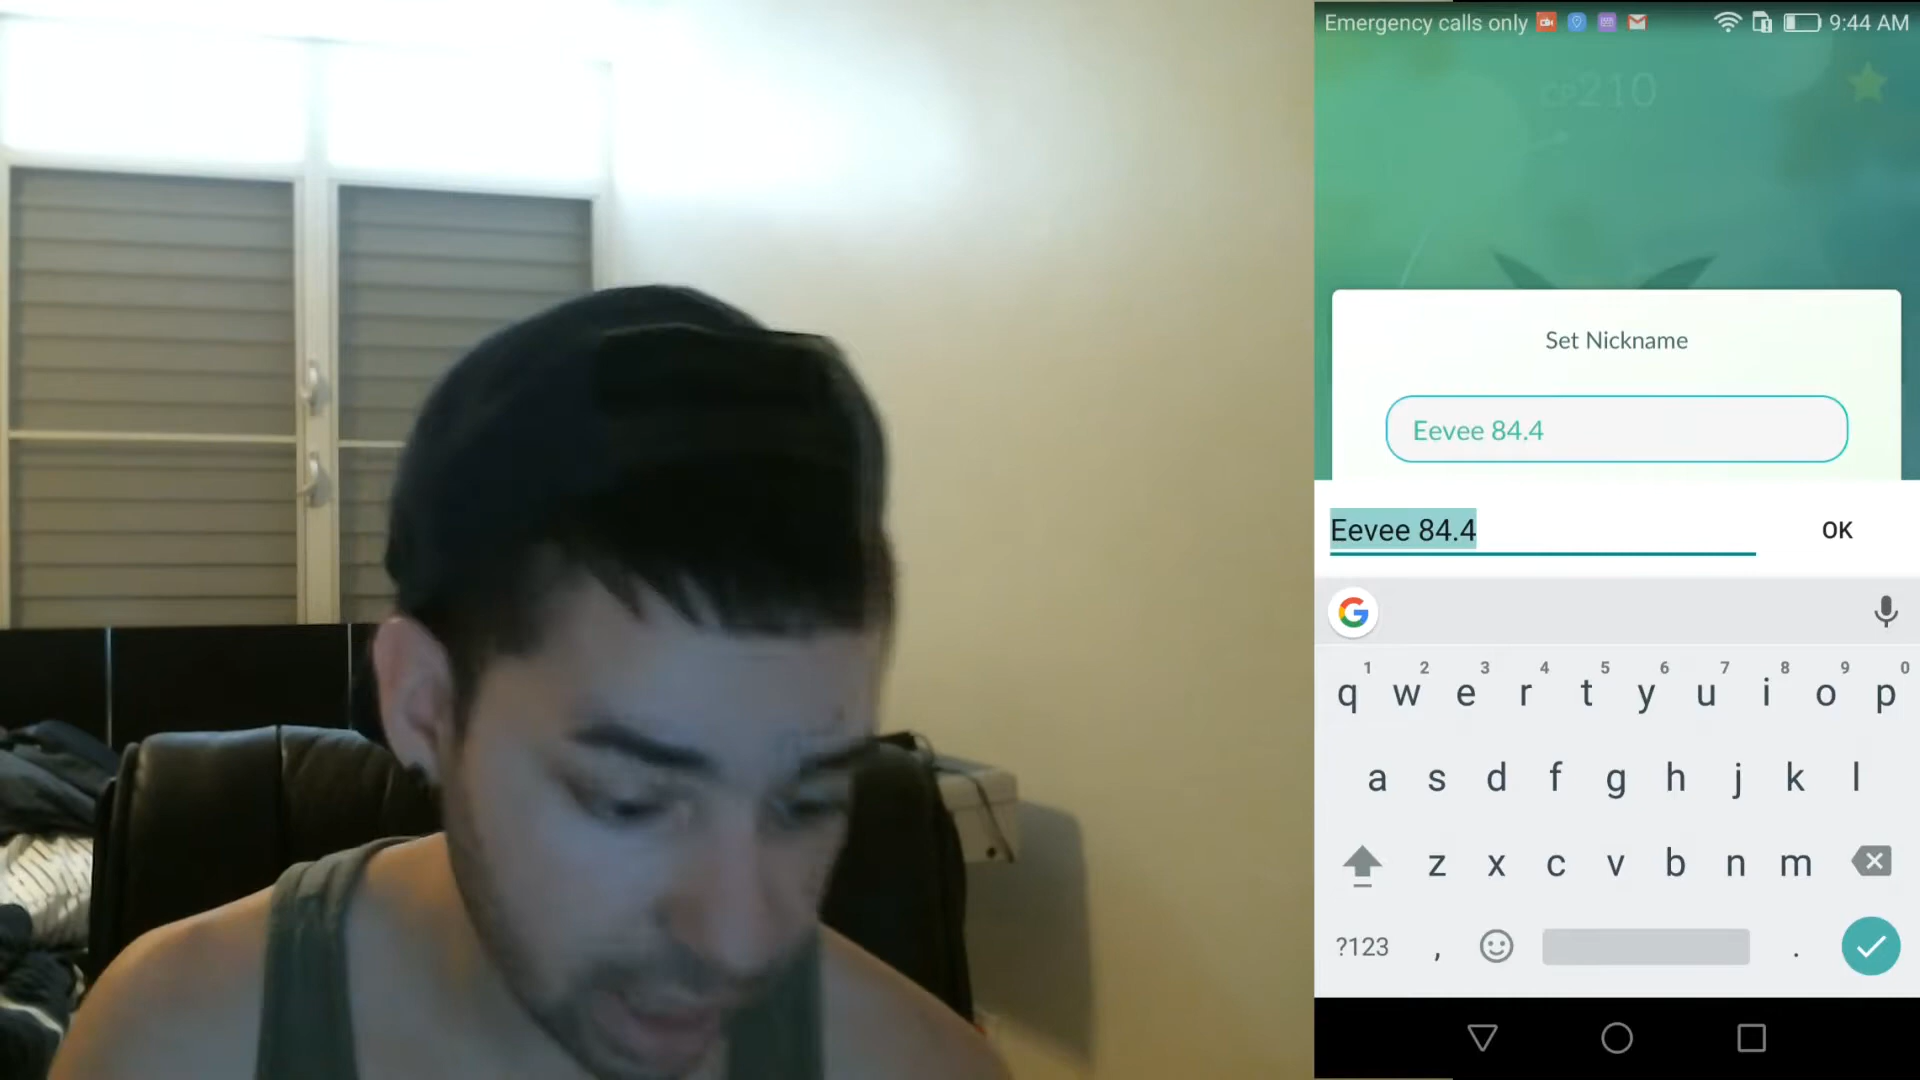 Emergency calls only 9:44 AM
CP210
Set Nickname
Eevee 84.4
Eevee 84.4 OK
G
1 2 3 4 5 6 7 8 9 0
q w e r t y u i o p
a s d f g h j k l
z x c v b n m
?123 , .